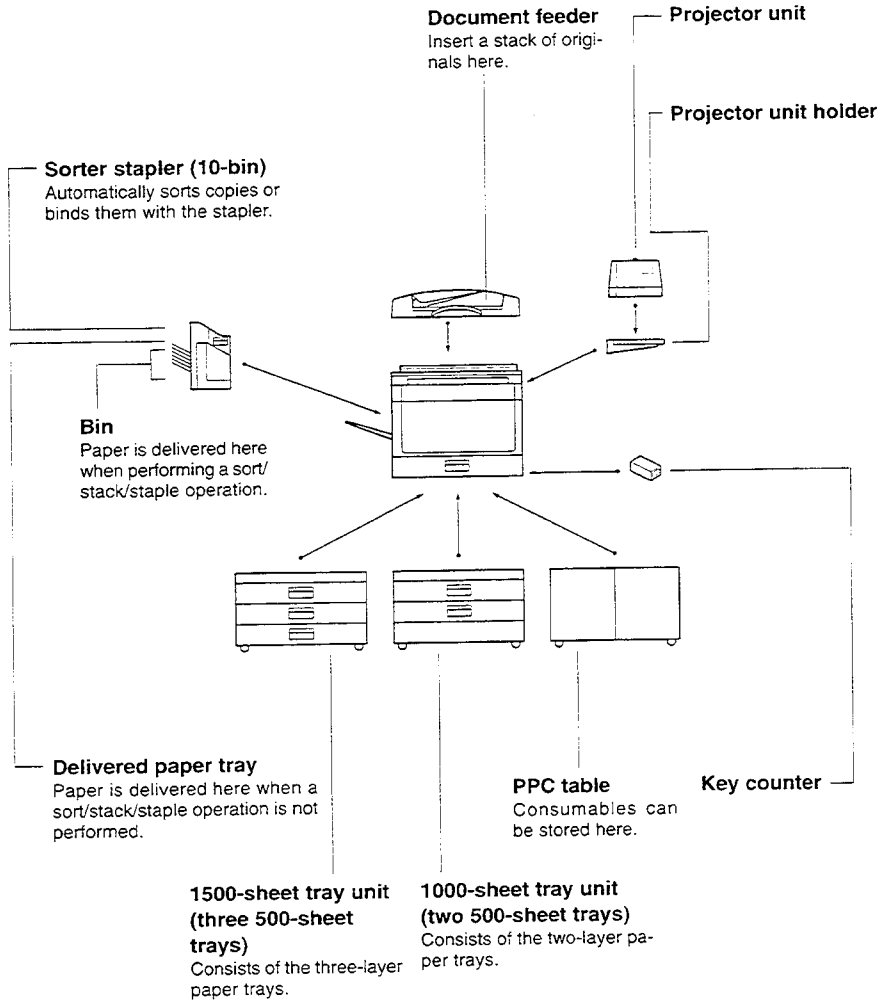 Document feeder
Insert a stack of origi-
nals here.
Projector unit
Projector unit holder
Sorter stapler (10-bin)
Automatically sorts copies or
binds them with the stapler.
Bin
Paper is delivered here
when performing a sort/
stack/staple operation.
Delivered paper tray
Paper is delivered here when a
sort/stack/staple operation is not
performed.
PPC table
Consumables can
be stored here.
Key counter
1500-sheet tray unit
(three 500-sheet
trays)
Consists of the three-layer
paper trays.
1000-sheet tray unit
(two 500-sheet trays)
Consists of the two-layer pa-
per trays.